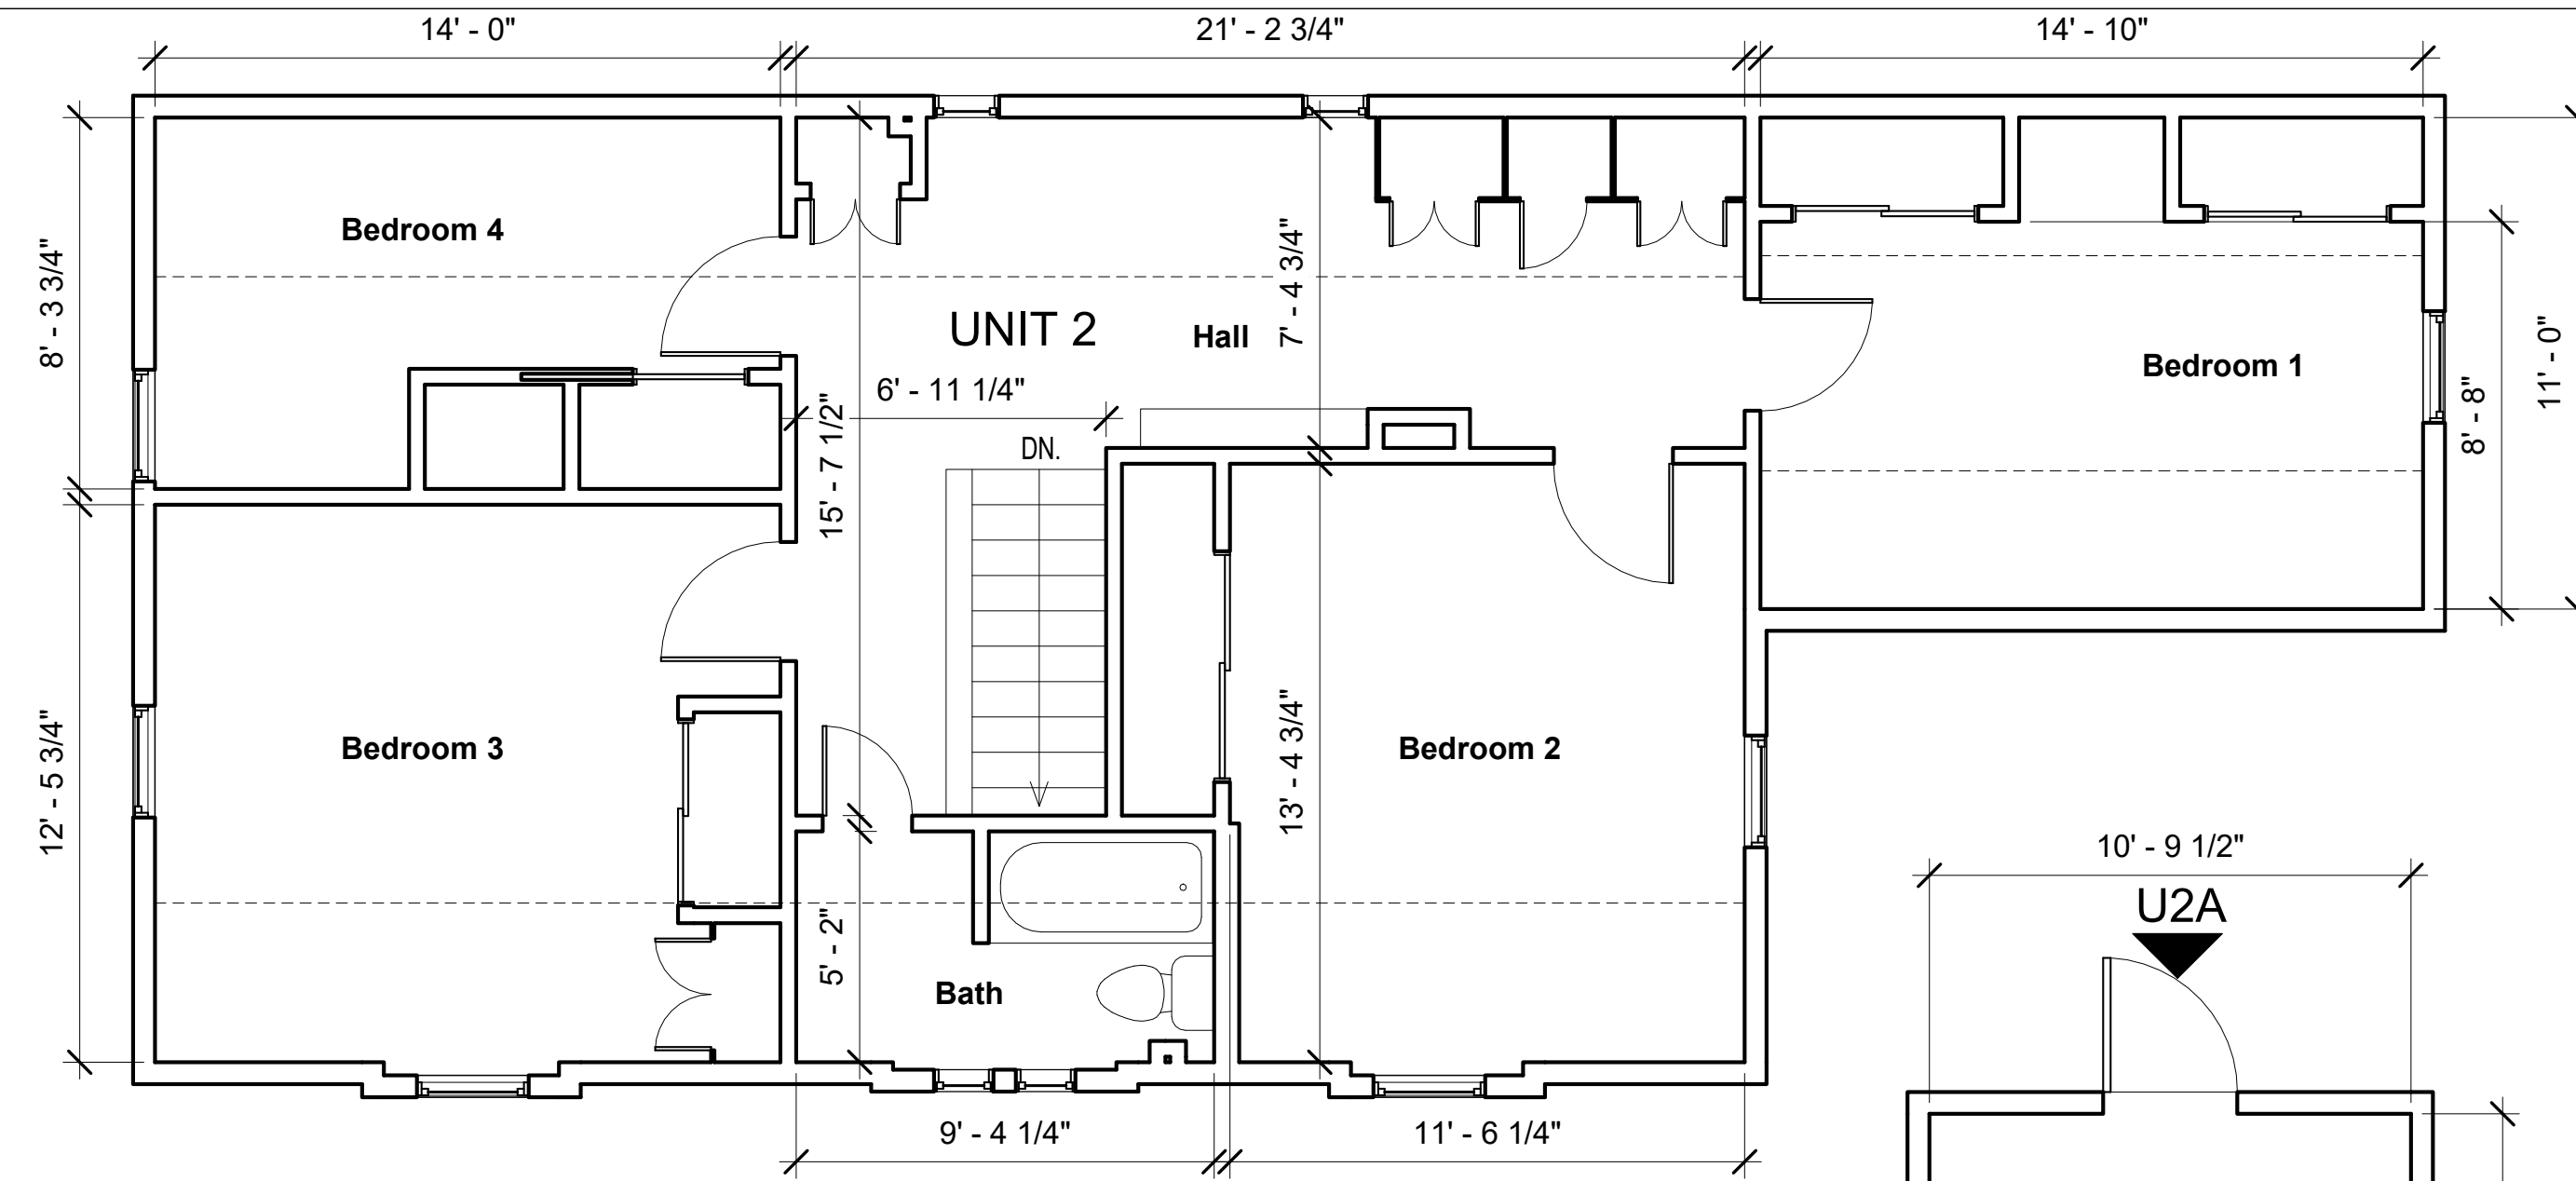 14' - 0"
21' - 2 3/4"
14' - 10"
Bedroom 4
8' - 3 3/4"
UNIT 2
Hall
7' - 4 3/4"
Bedroom 1
11' - 0"
8' - 8"
6' - 11 1/4"
15' - 7 1/2"
DN.
Bedroom 3
12' - 5 3/4"
Bedroom 2
13' - 4 3/4"
10' - 9 1/2"
U2A
5' - 2"
Bath
9' - 4 1/4"
11' - 6 1/4"